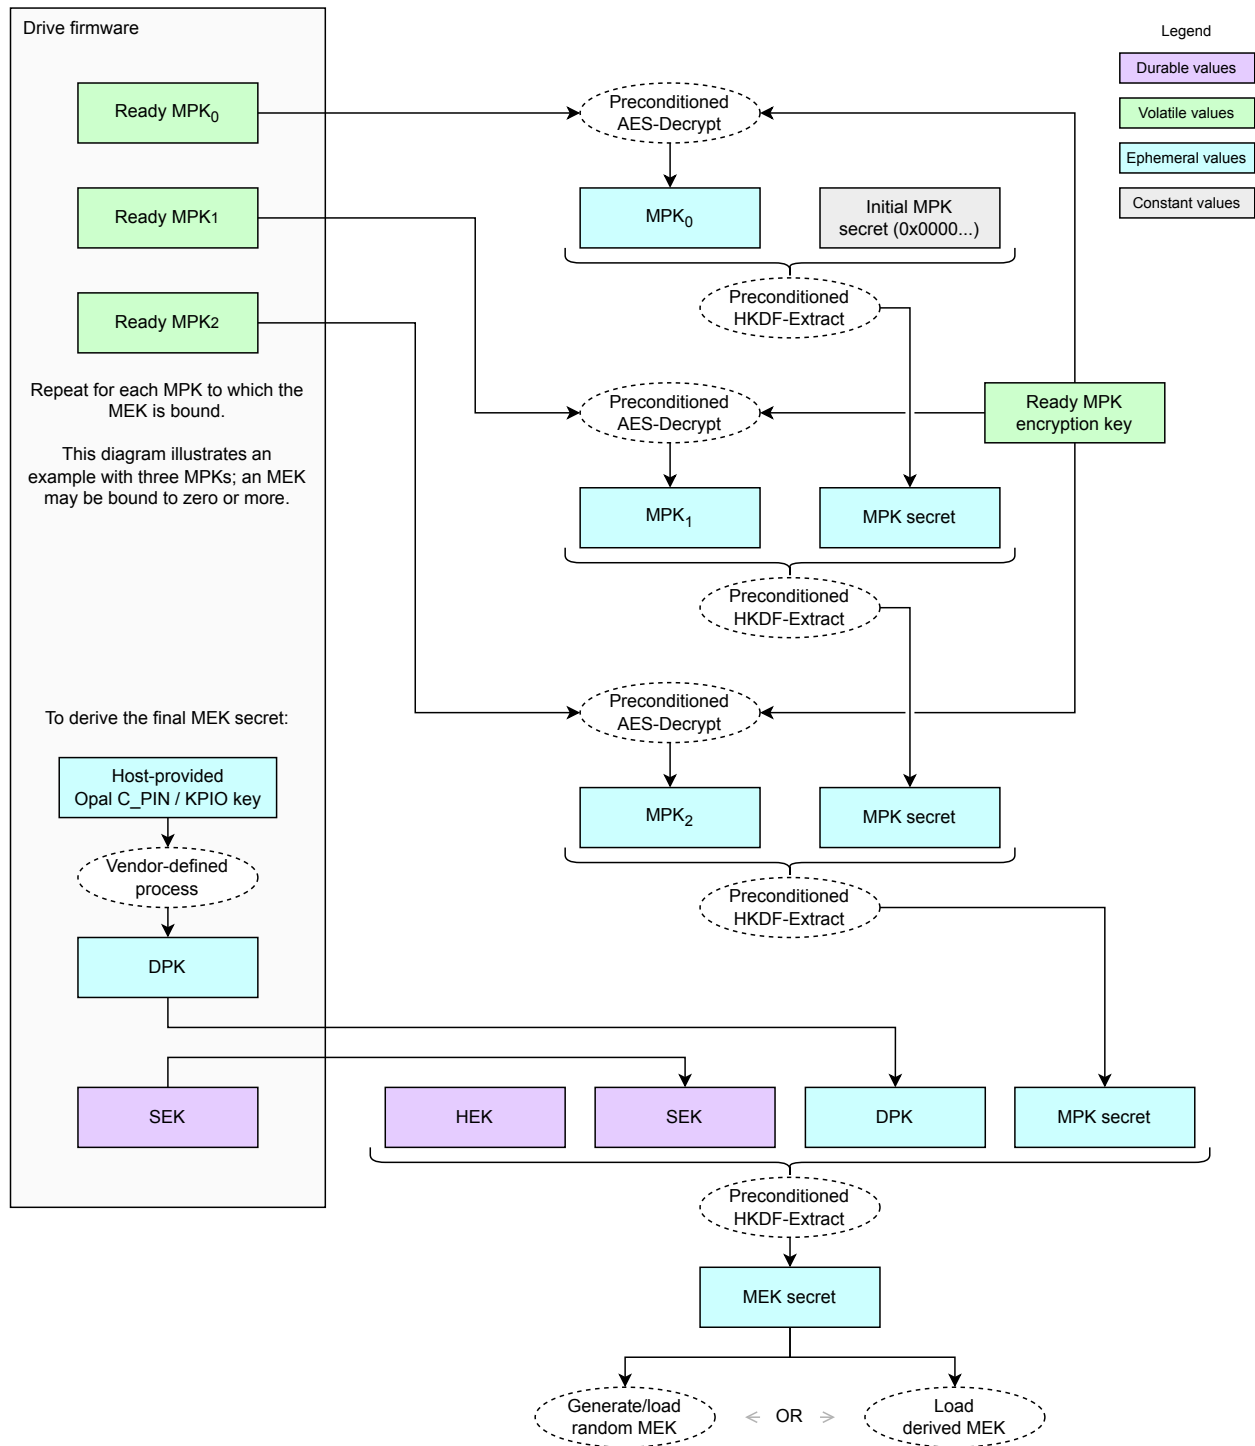 Drive firmware
Legend
Durable values
Volatile values
Ephemeral values
Constant values
Ready MPK0
Preconditioned
AES-Decrypt
Ready MPK1
MPK0
Initial MPK
secret (0x0000...)
Ready MPK2
Preconditioned
HKDF-Extract
Repeat for each MPK to which the
MEK is bound.
This diagram illustrates an
example with three MPKs; an MEK
may be bound to zero or more.
Preconditioned
AES-Decrypt
Ready MPK
encryption key
MPK1
MPK secret
Preconditioned
HKDF-Extract
Preconditioned
AES-Decrypt
To derive the final MEK secret:
Host-provided
Opal C_PIN / KPIO key
MPK2
MPK secret
Vendor-defined
process
Preconditioned
HKDF-Extract
DPK
SEK
HEK
SEK
DPK
MPK secret
Preconditioned
HKDF-Extract
MEK secret
Generate/load
random MEK
OR
Load
derived MEK